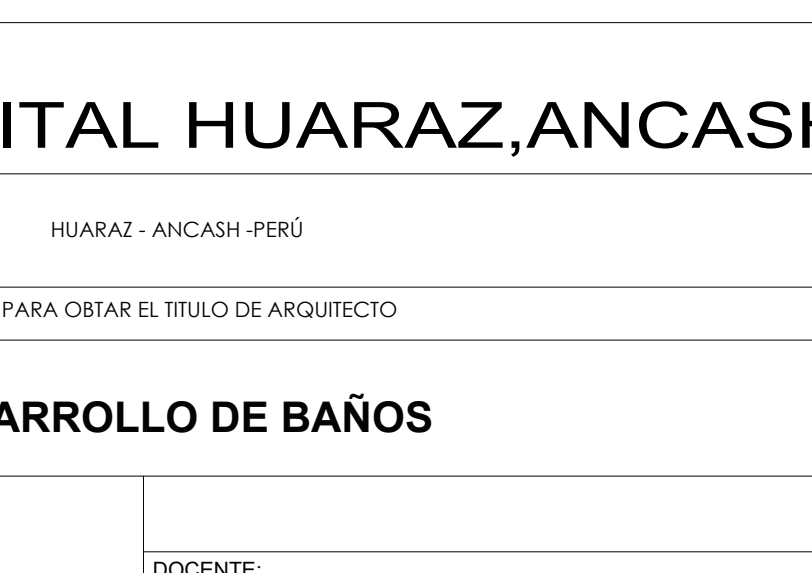 ITAL HUARAZ,ANCASH
HUARAZ - ANCASH -PERÚ
PARA OBTAR EL TITULO DE ARQUITECTO
ARROLLO DE BAÑOS
DOCENTE: